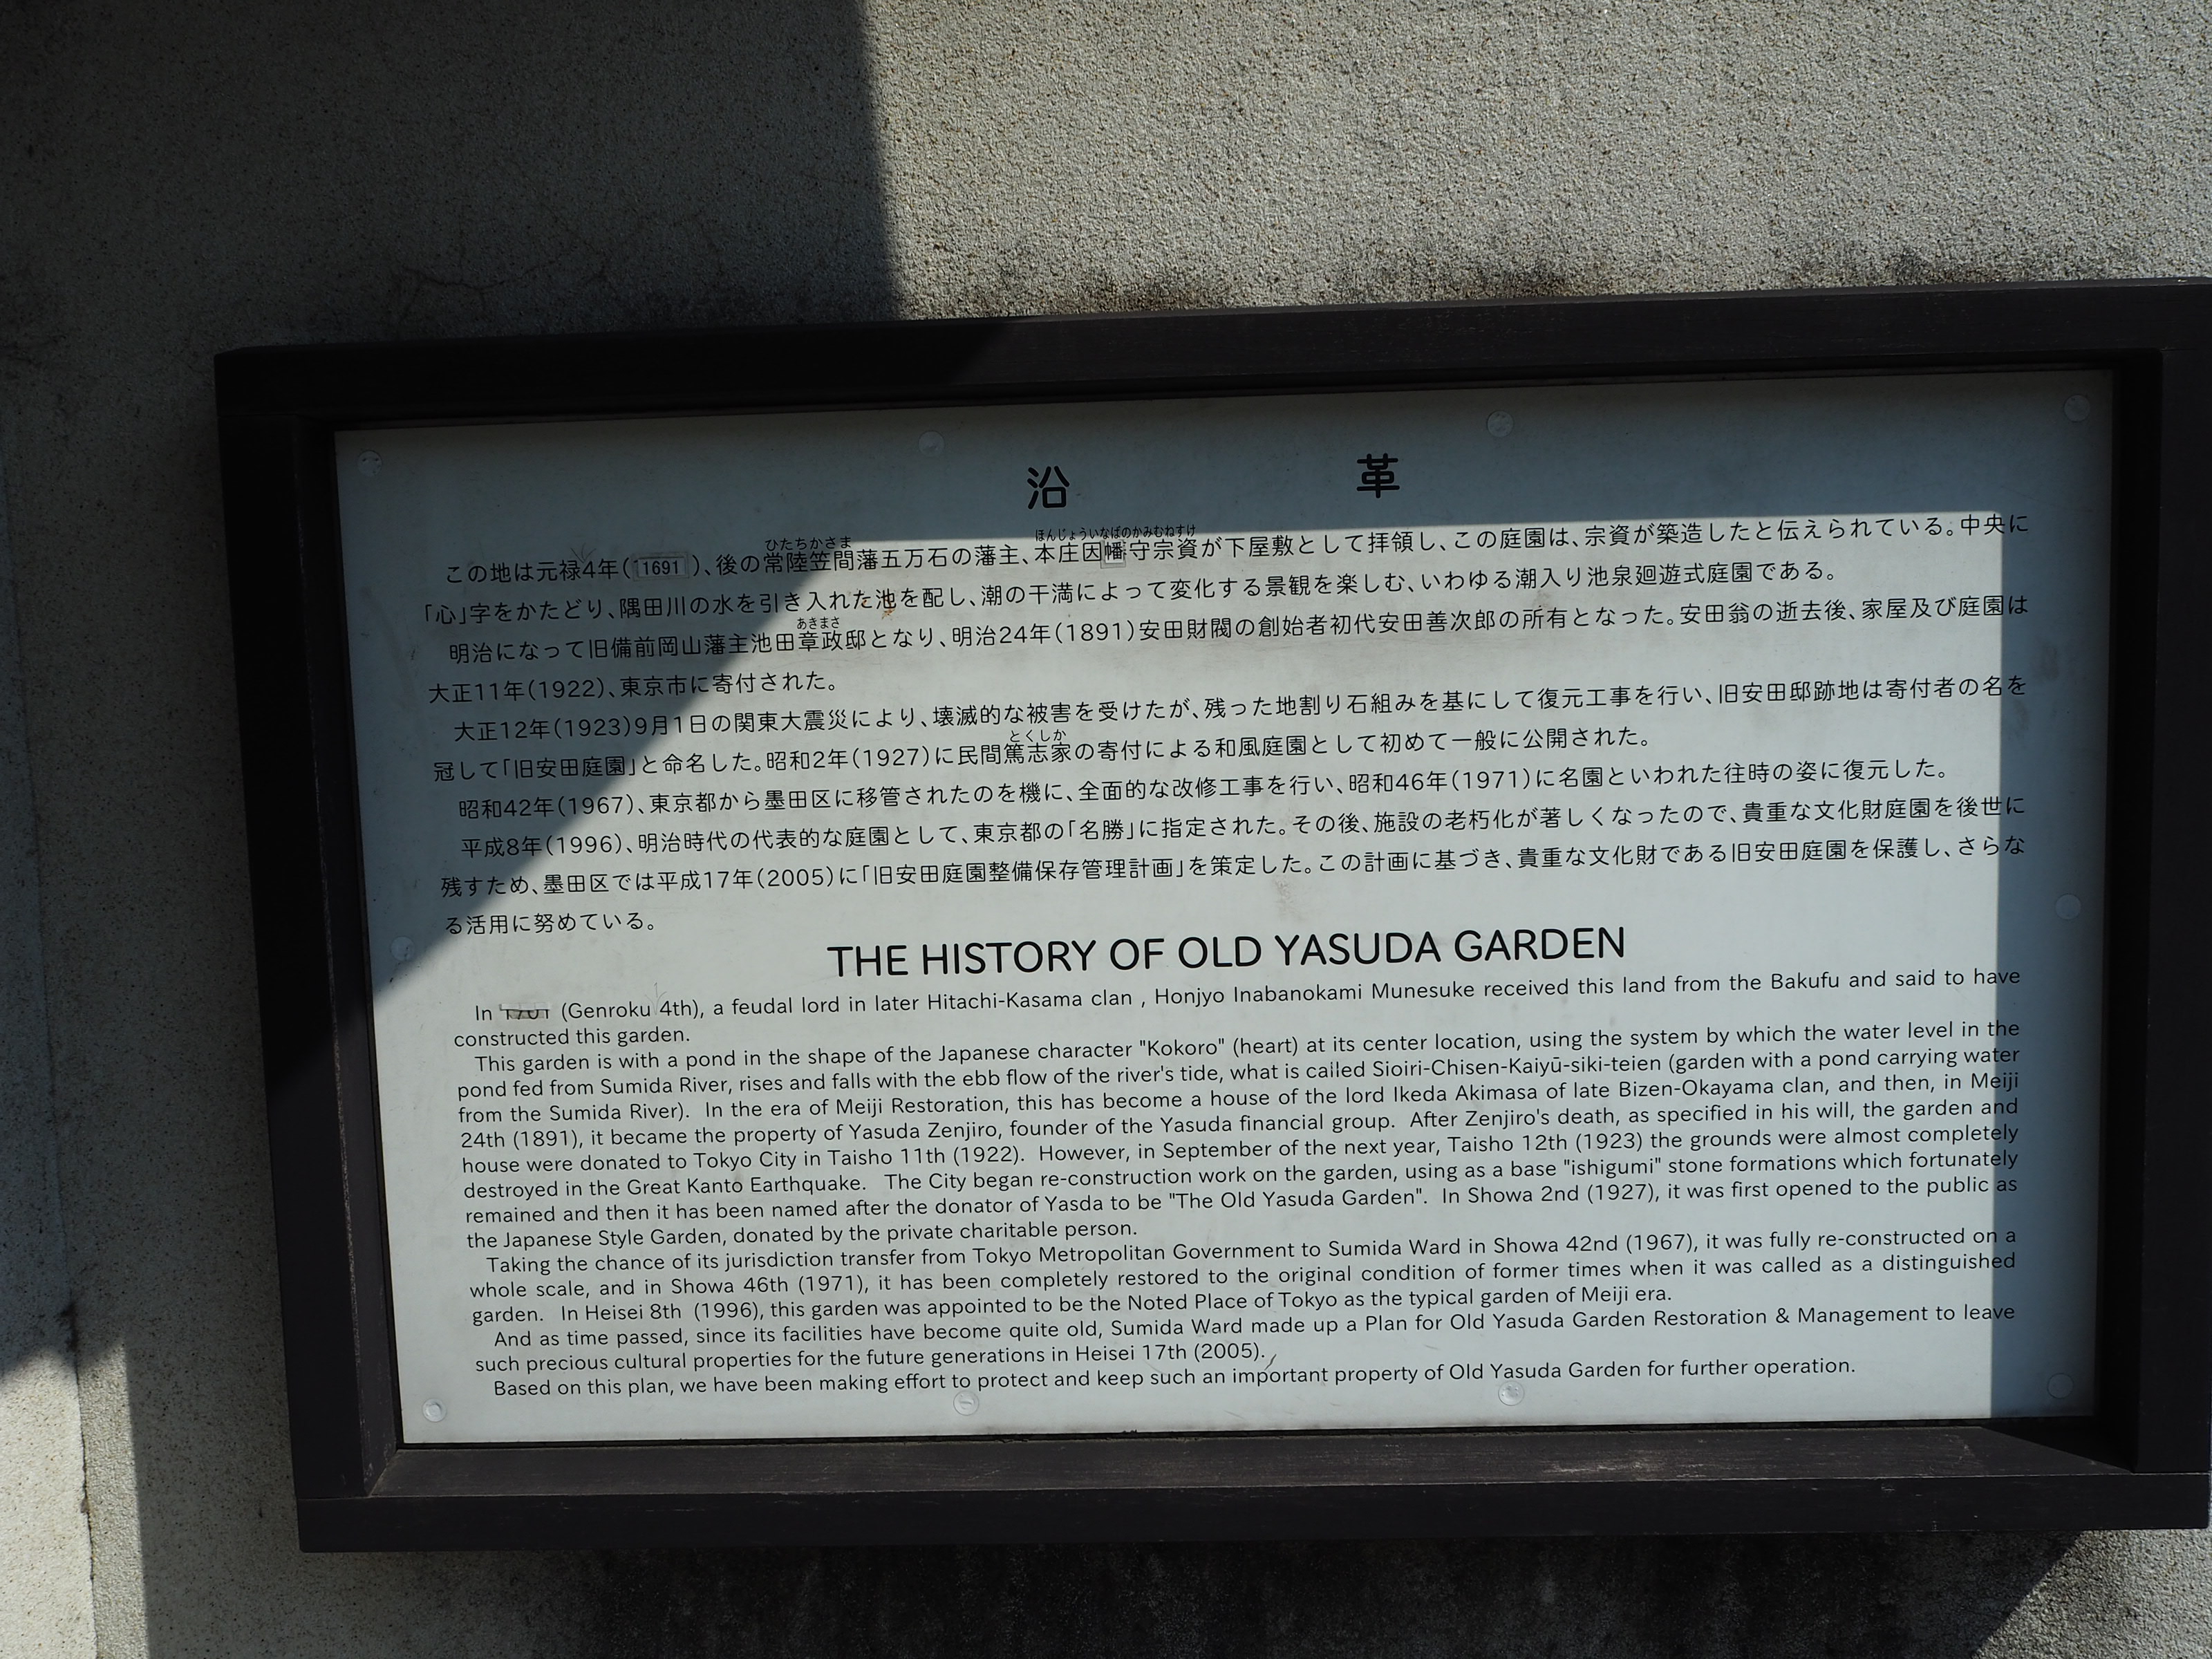 沿革
この地は元禄4年(1691)、後の常陸笠間藩五万石の藩主、本庄因幡守宗資が下屋敷として拝領し、この庭園は、宗資が築造したと伝えられている。中央に
ひたちかさま
ほんじょういなばのかみむねすけ
「心」字をかたどり、隅田川の水を引き入れた池を配し、潮の干満によって変化する景観を楽しむ、いわゆる潮入り池泉廻遊式庭園である。
明治になって旧備前岡山藩主池田章政邸となり、明治24年(1891)安田財閥の創始者初代安田善次郎の所有となった。安田翁の逝去後、家屋及び庭園は
あきまさ
大正11年(1922)、東京市に寄付された。
大正12年(1923)9月1日の関東大震災により、壊滅的な被害を受けたが、残った地割り石組みを基にして復元工事を行い、旧安田邸跡地は寄付者の名を
冠して「旧安田庭園」と命名した。昭和2年(1927)に民間篤志家の寄付による和風庭園として初めて一般に公開された。
とくしか
昭和42年(1967)、東京都から墨田区に移管されたのを機に、全面的な改修工事を行い、昭和46年(1971)に名園といわれた往時の姿に復元した。
平成8年(1996)、明治時代の代表的な庭園として、東京都の「名勝」に指定された。その後、施設の老朽化が著しくなったので、貴重な文化財庭園を後世に
残すため、墨田区では平成17年(2005)に「旧安田庭園整備保存管理計画」を策定した。この計画に基づき、貴重な文化財である旧安田庭園を保護し、さらな
る活用に努めている。
THE HISTORY OF OLD YASUDA GARDEN
In (Genroku 4th), a feudal lord in later Hitachi-Kasama clan , Honjyo Inabanokami Munesuke received this land from the Bakufu and said to have
constructed this garden.
This garden is with a pond in the shape of the Japanese character "Kokoro" (heart) at its center location, using the system by which the water level in the
pond fed from Sumida River, rises and falls with the ebb flow of the river's tide, what is called Sioiri-Chisen-Kaiyū-siki-teien (garden with a pond carrying water
from the Sumida River). In the era of Meiji Restoration, this has become a house of the lord Ikeda Akimasa of late Bizen-Okayama clan, and then, in Meiji
24th (1891), it became the property of Yasuda Zenjiro, founder of the Yasuda financial group. After Zenjiro's death, as specified in his will, the garden and
house were donated to Tokyo City in Taisho 11th (1922). However, in September of the next year, Taisho 12th (1923) the grounds were almost completely
destroyed in the Great Kanto Earthquake. The City began re-construction work on the garden, using as a base "ishigumi" stone formations which fortunately
remained and then it has been named after the donator of Yasda to be "The Old Yasuda Garden". In Showa 2nd (1927), it was first opened to the public as
the Japanese Style Garden, donated by the private charitable person.
Taking the chance of its jurisdiction transfer from Tokyo Metropolitan Government to Sumida Ward in Showa 42nd (1967), it was fully re-constructed on a
whole scale, and in Showa 46th (1971), it has been completely restored to the original condition of former times when it was called as a distinguished
garden. In Heisei 8th (1996), this garden was appointed to be the Noted Place of Tokyo as the typical garden of Meiji era.
And as time passed, since its facilities have become quite old, Sumida Ward made up a Plan for Old Yasuda Garden Restoration & Management to leave
such precious cultural properties for the future generations in Heisei 17th (2005).
Based on this plan, we have been making effort to protect and keep such an important property of Old Yasuda Garden for further operation.